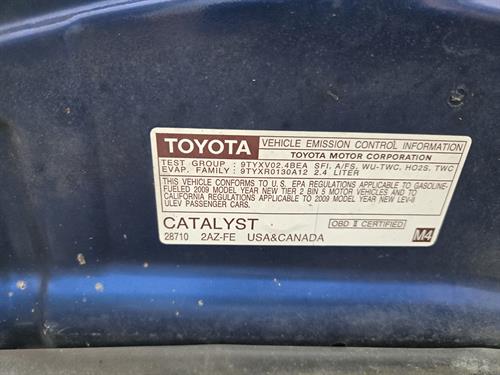 TOYOTA VEHICLE EMISSION CONTROL INFORMATION
TOYOTA MOTOR CORPORATION
TEST GROUP : 9TYXV02.4BEA SFI, A/FS, WU-TWC, HO2S, TWC
EVAP. FAMILY : 9TYXR0130A12 2.4 LITER
THIS VEHICLE CONFORMS TO U.S. EPA REGULATIONS APPLICABLE TO GASOLINE-
FUELED 2009 MODEL YEAR NEW TIER 2 BIN 5 MOTOR VEHICLES AND TO
CALIFORNIA REGULATIONS APPLICABLE TO 2009 MODEL YEAR NEW LEV-II
ULEV PASSENGER CARS.
CATALYST OBD II CERTIFIED
28710 2AZ-FE USA&CANADA M4